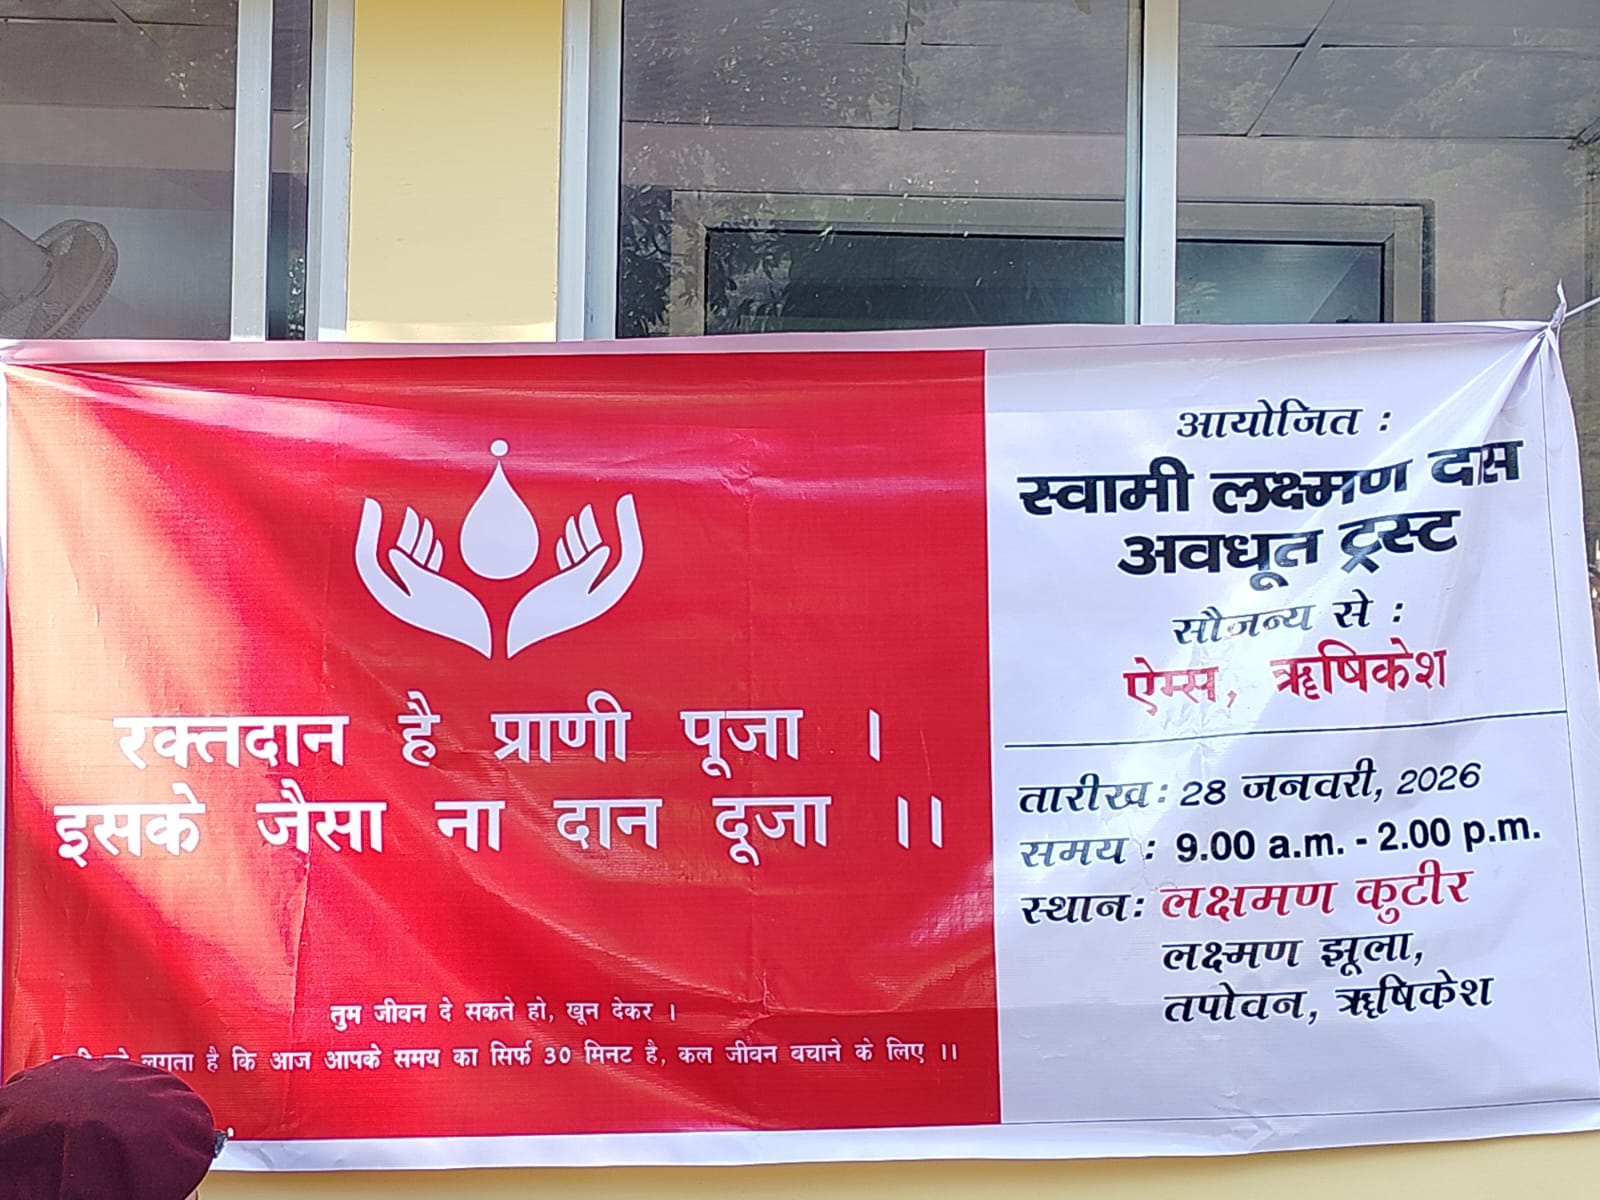 रक्तदान है प्राणी पूजा ।
इसके जैसा ना दान दूजा ।।
तुम जीवन दे सकते हो, खून देकर ।
लगता है कि आज आपके समय का सिर्फ 30 मिनट है, कल जीवन बचाने के लिए ।।
आयोजित :
स्वामी लक्ष्मण दास
अवधूत ट्रस्ट
सौजन्य से :
ऐम्स, ऋषिकेश
तारीख : 28 जनवरी, 2026
समय : 9.00 a.m. - 2.00 p.m.
स्थान : लक्षमण कुटीर
लक्ष्मण झूला,
तपोवन, ऋषिकेश